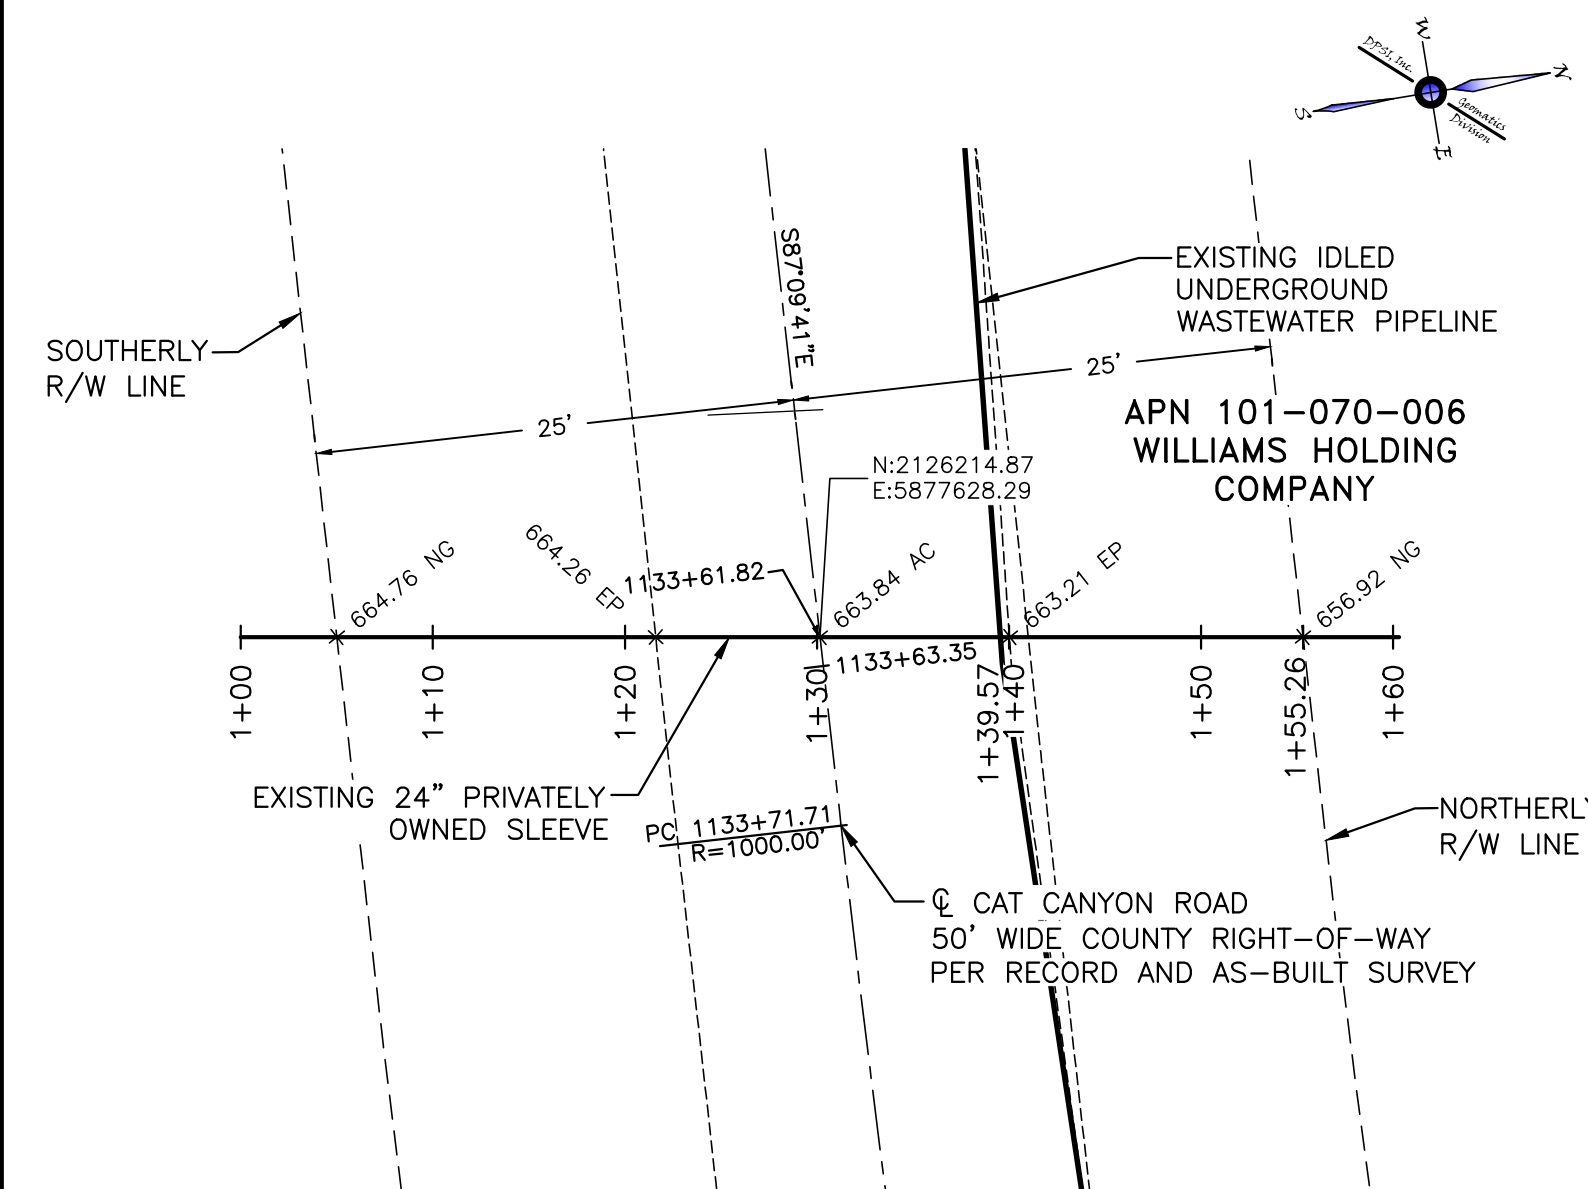 W
DPSI, Inc.
N
S
Geomatics
Division
E
S87°09'41"E
EXISTING IDLED
UNDERGROUND
WASTEWATER PIPELINE
SOUTHERLY
R/W LINE
25'
25'
APN 101-070-006
WILLIAMS HOLDING
COMPANY
N:2126214.87
E:5877628.29
664.76 NG
664.26 EP
1133+61.82
663.84 AC
663.21 EP
656.92 NG
1133+63.35
1+00
1+10
1+20
1+30
1+39.57
1+40
1+50
1+55.26
1+60
EXISTING 24" PRIVATELY
OWNED SLEEVE
PC 1133+71.71
R=1000.00'
NORTHERLY
R/W LINE
℄ CAT CANYON ROAD
50' WIDE COUNTY RIGHT-OF-WAY
PER RECORD AND AS-BUILT SURVEY